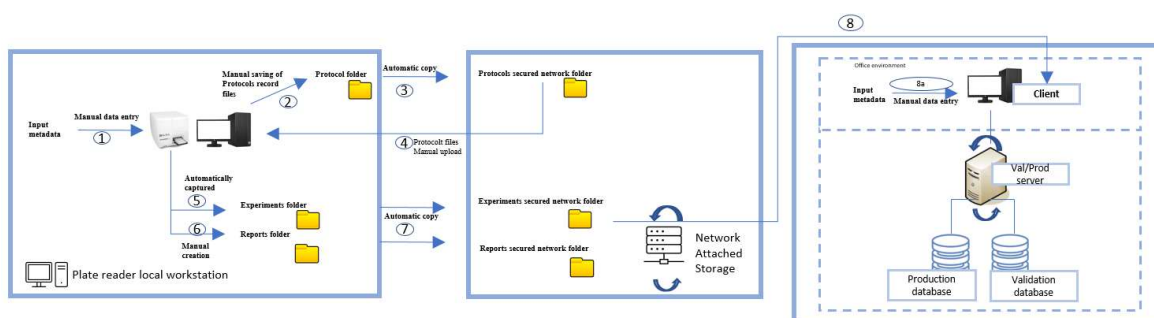 8
Office environment
Manual saving of
Protocols record
files
Protocol folder
Automatic copy
Protocols secured network folder
8a
Input
metadata
Manual data entry
Client
2
3
Input
metadata
Manual data entry
1
4
Protocolt files
Manual upload
Val/Prod
server
Automatically
captured
5
Experiments folder
Automatic copy
7
Experiments secured network folder
6
Reports folder
Manual
creation
Reports secured network folder
Network
Attached
Storage
Plate reader local workstation
Production
database
Validation
database